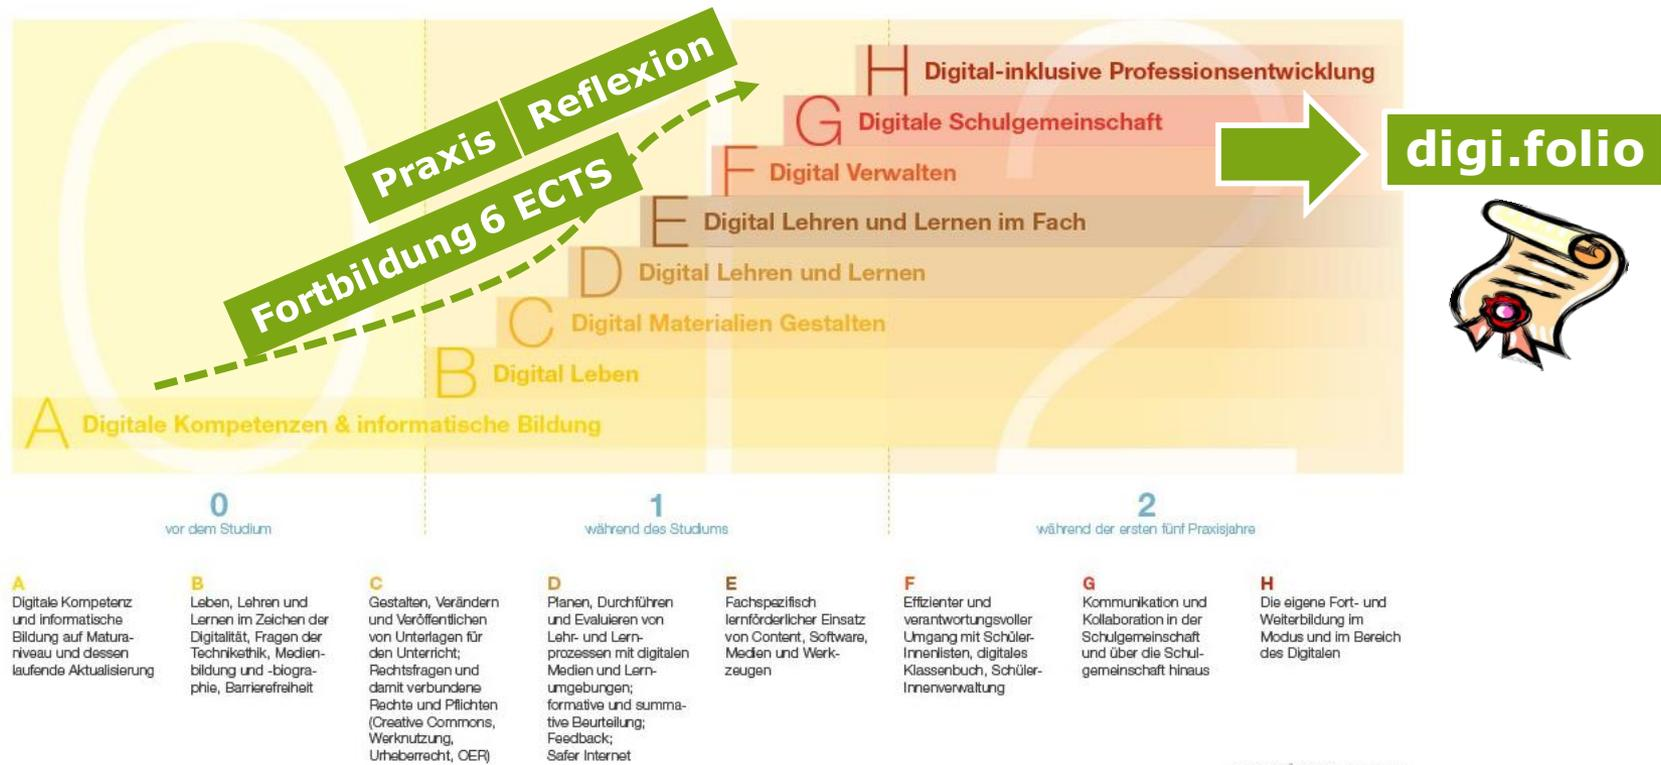 Praxis
Reflexion
Fortbildung 6 ECTS
H Digital-inklusive Professionsentwicklung
G Digitale Schulgemeinschaft
digi.folio
F Digital Verwalten
E Digital Lehren und Lernen im Fach
D Digital Lehren und Lernen
C Digital Materialien Gestalten
B Digital Leben
A Digitale Kompetenzen & informatische Bildung
0
vor dem Studium
1
während des Studiums
2
während der ersten fünf Praxisjahre
A
Digitale Kompetenz
und informatische
Bildung auf Matura-
niveau und dessen
laufende Aktualisierung
B
Leben, Lehren und
Lernen im Zeichen der
Digitalität, Fragen der
Technikethik, Medien-
bildung und -biogra-
phie, Barrierefreiheit
C
Gestalten, Verändern
und Veröffentlichen
von Unterlagen für
den Unterricht;
Rechtsfragen und
damit verbundene
Rechte und Pflichten
(Creative Commons,
Werknutzung,
Urheberrecht, OER)
D
Planen, Durchführen
und Evaluieren von
Lehr- und Lern-
prozessen mit digitalen
Medien und Lern-
umgebungen;
formative und summa-
tive Beurteilung;
Feedback;
Safer Internet
E
Fachspezifisch
lernförderlicher Einsatz
von Content, Software,
Medien und Werk-
zeugen
F
Effizienter und
verantwortungsvoller
Umgang mit Schüler-
Innenlisten, digitales
Klassenbuch, Schüler-
Innenverwaltung
G
Kommunikation und
Kollaboration in der
Schulgemeinschaft
und über die Schul-
gemeinschaft hinaus
H
Die eigene Fort- und
Weiterbildung im
Modus und im Bereich
des Digitalen